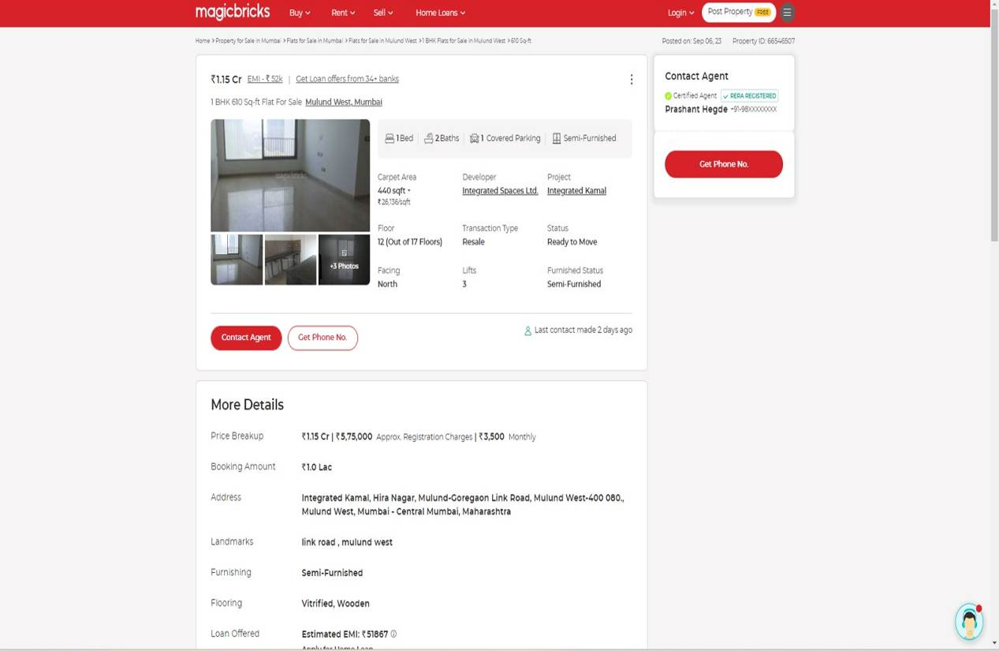 magicbricks Buy Rent Sell Home Loans Login Post Property FREE
Home > Property for Sale in Mumbai > Flats for Sale in Mumbai > Flats for Sale in Mulund West > 1 BHK Flats for Sale in Mulund West > 610 Sq-ft
Posted on: Sep 06, 23 Property ID: 66546507
₹1.15 Cr EMI - ₹ 52k | Get Loan offers from 34+ banks
1 BHK 610 Sq-ft Flat For Sale Mulund West, Mumbai
magicbricks
+3 Photos
1 Bed 2 Baths 1 Covered Parking Semi-Furnished
Carpet Area Developer Project
440 sqft Integrated Spaces Ltd. Integrated Kamal
₹26,136/sqft
Floor Transaction Type Status
12 (Out of 17 Floors) Resale Ready to Move
Facing Lifts Furnished Status
North 3 Semi-Furnished
Contact Agent Get Phone No. Last contact made 2 days ago
Contact Agent
Certified Agent RERA REGISTERED
Prashant Hegde +91-98XXXXXXXX
Get Phone No.
More Details
Price Breakup ₹1.15 Cr | ₹5,75,000 Approx. Registration Charges | ₹3,500 Monthly
Booking Amount ₹1.0 Lac
Address Integrated Kamal, Hira Nagar, Mulund-Goregaon Link Road, Mulund West-400 080.,
Mulund West, Mumbai - Central Mumbai, Maharashtra
Landmarks link road , mulund west
Furnishing Semi-Furnished
Flooring Vitrified, Wooden
Loan Offered Estimated EMI: ₹51867
Apply for Home Loan